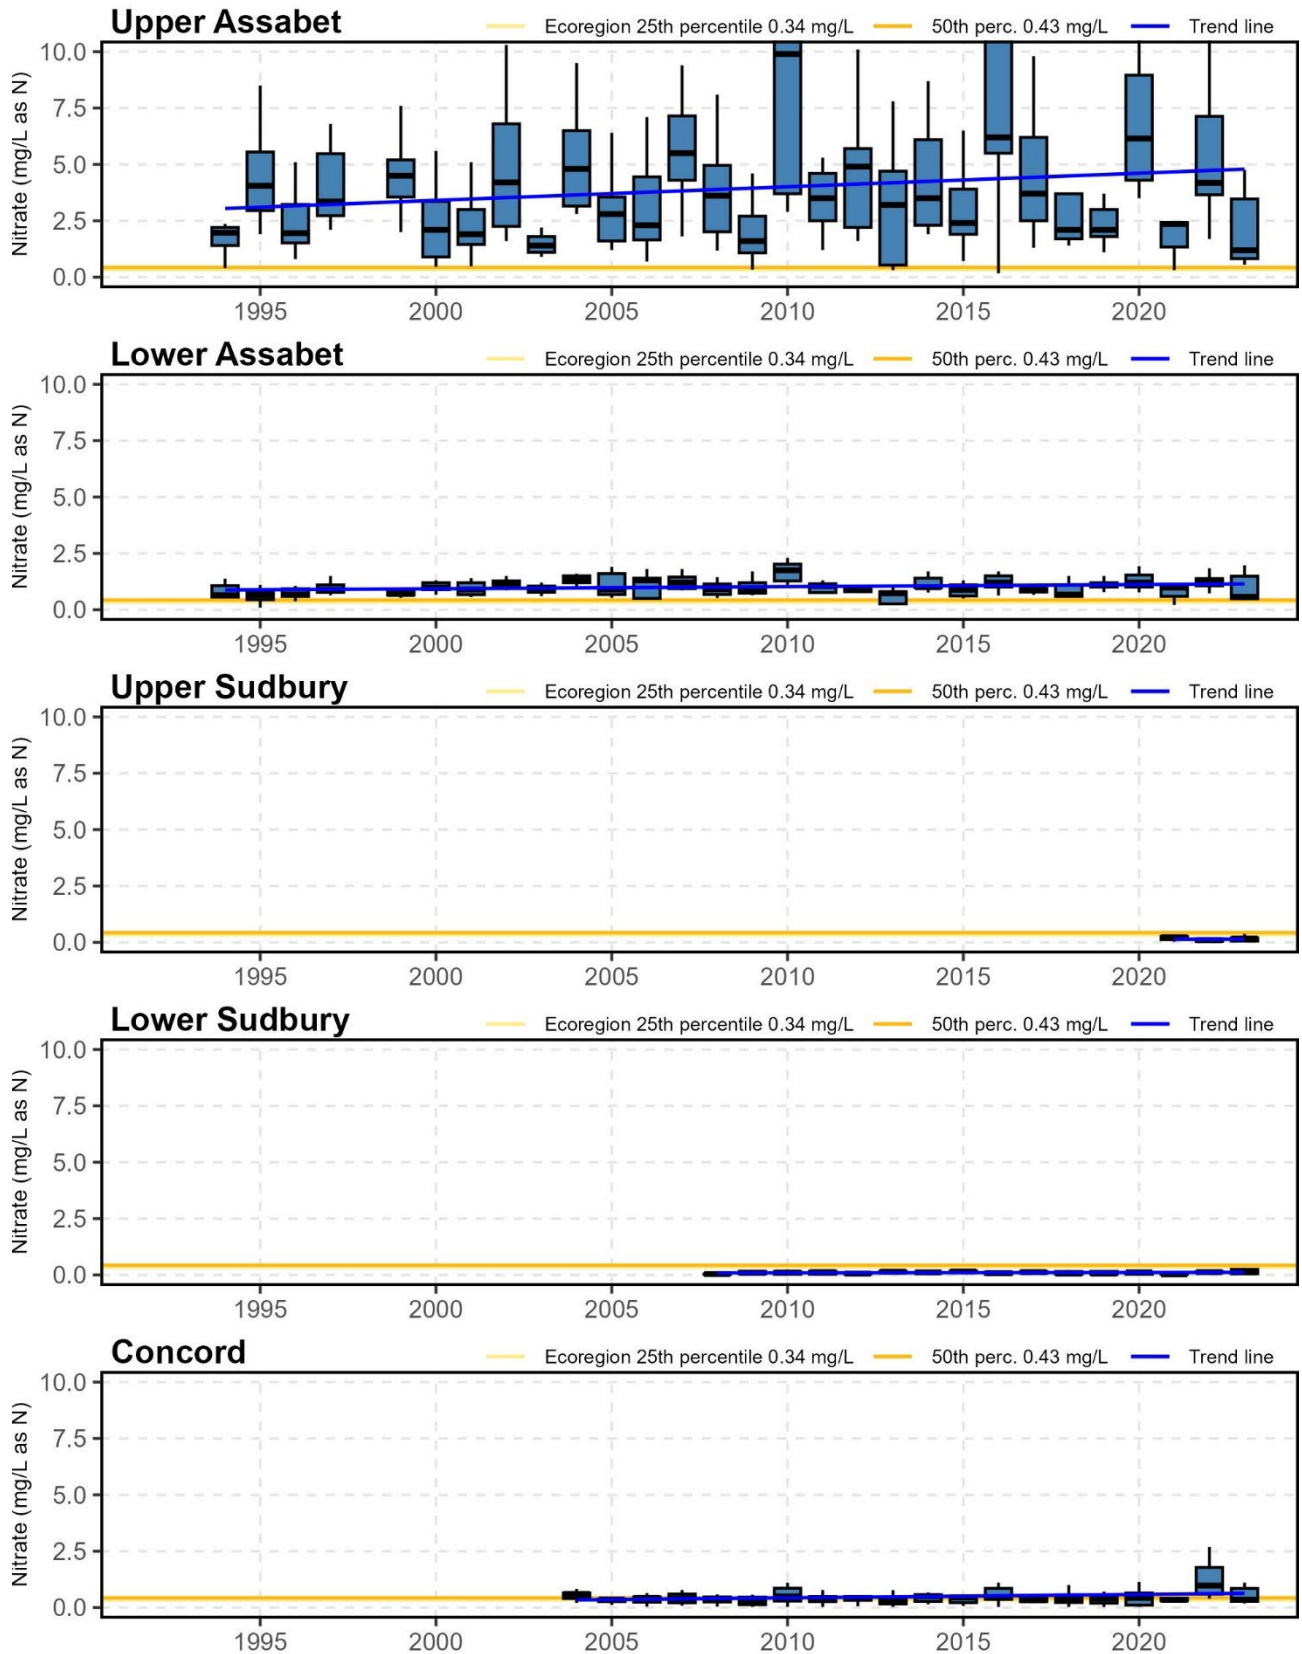 Upper Assabet
Ecoregion 25th percentile 0.34 mg/L 50th perc. 0.43 mg/L Trend line
Nitrate (mg/L as N)
10.0
7.5
5.0
2.5
0.0
1995 2000 2005 2010 2015 2020
Lower Assabet
Ecoregion 25th percentile 0.34 mg/L 50th perc. 0.43 mg/L Trend line
Nitrate (mg/L as N)
10.0
7.5
5.0
2.5
0.0
1995 2000 2005 2010 2015 2020
Upper Sudbury
Ecoregion 25th percentile 0.34 mg/L 50th perc. 0.43 mg/L Trend line
Nitrate (mg/L as N)
10.0
7.5
5.0
2.5
0.0
1995 2000 2005 2010 2015 2020
Lower Sudbury
Ecoregion 25th percentile 0.34 mg/L 50th perc. 0.43 mg/L Trend line
Nitrate (mg/L as N)
10.0
7.5
5.0
2.5
0.0
1995 2000 2005 2010 2015 2020
Concord
Ecoregion 25th percentile 0.34 mg/L 50th perc. 0.43 mg/L Trend line
Nitrate (mg/L as N)
10.0
7.5
5.0
2.5
0.0
1995 2000 2005 2010 2015 2020